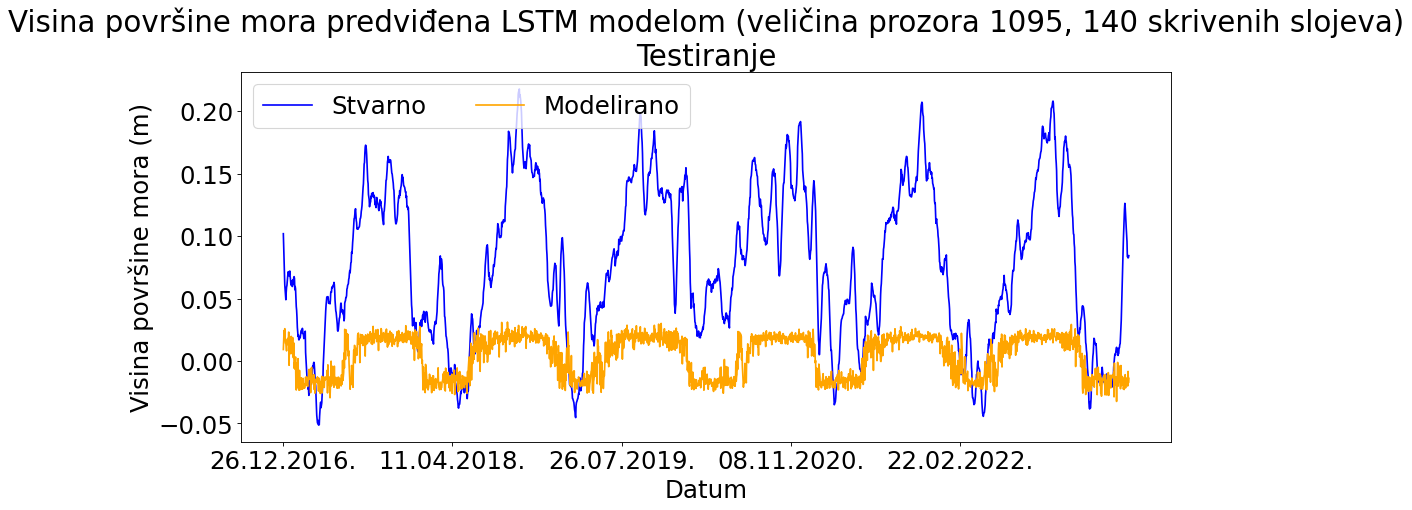 Visina površine mora predviđena LSTM modelom (veličina prozora 1095, 140 skrivenih slojeva)
Testiranje
Stvarno Modelirano
Visina površine mora (m)
0.20
0.15
0.10
0.05
0.00
−0.05
26.12.2016. 11.04.2018. 26.07.2019. 08.11.2020. 22.02.2022.
Datum